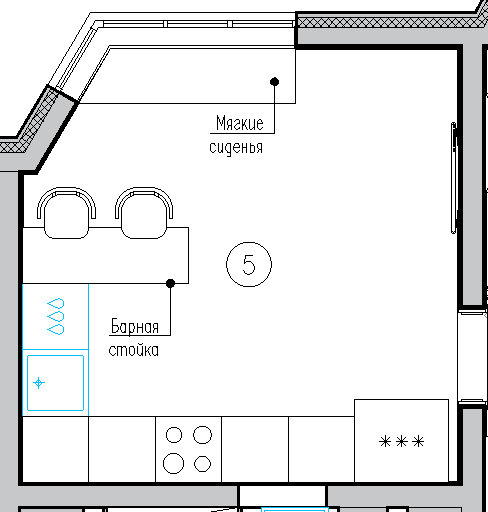 Мягкие
сиденья
5
Барная
стойка
***